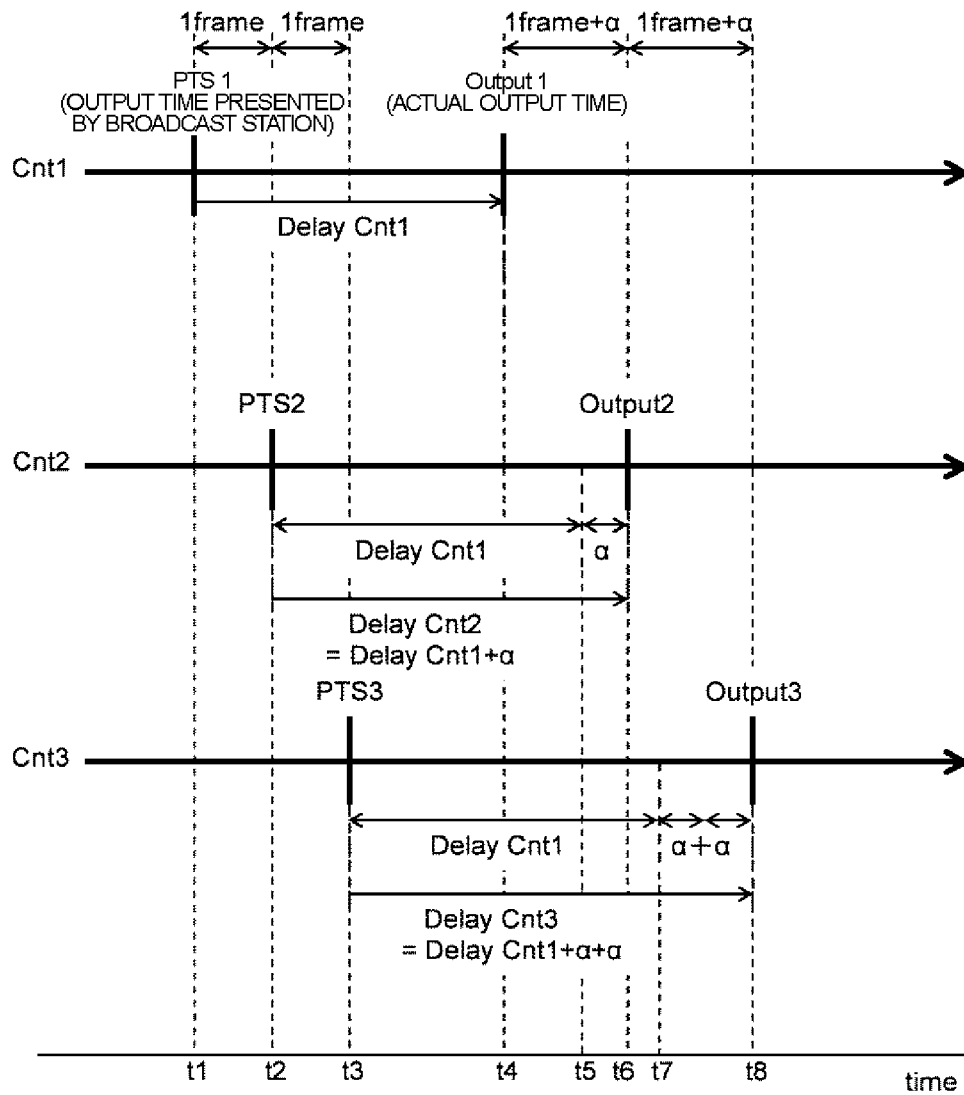 1frame 1frame 1frame+α 1frame+α
PTS 1
(OUTPUT TIME PRESENTED
BY BROADCAST STATION)
Output 1
(ACTUAL OUTPUT TIME)
Cnt1
Delay Cnt1
PTS2 Output2
Cnt2
Delay Cnt1 α
Delay Cnt2
= Delay Cnt1+α
PTS3 Output3
Cnt3
Delay Cnt1 α+α
Delay Cnt3
= Delay Cnt1+α+α
t1 t2 t3 t4 t5 t6 t7 t8
time